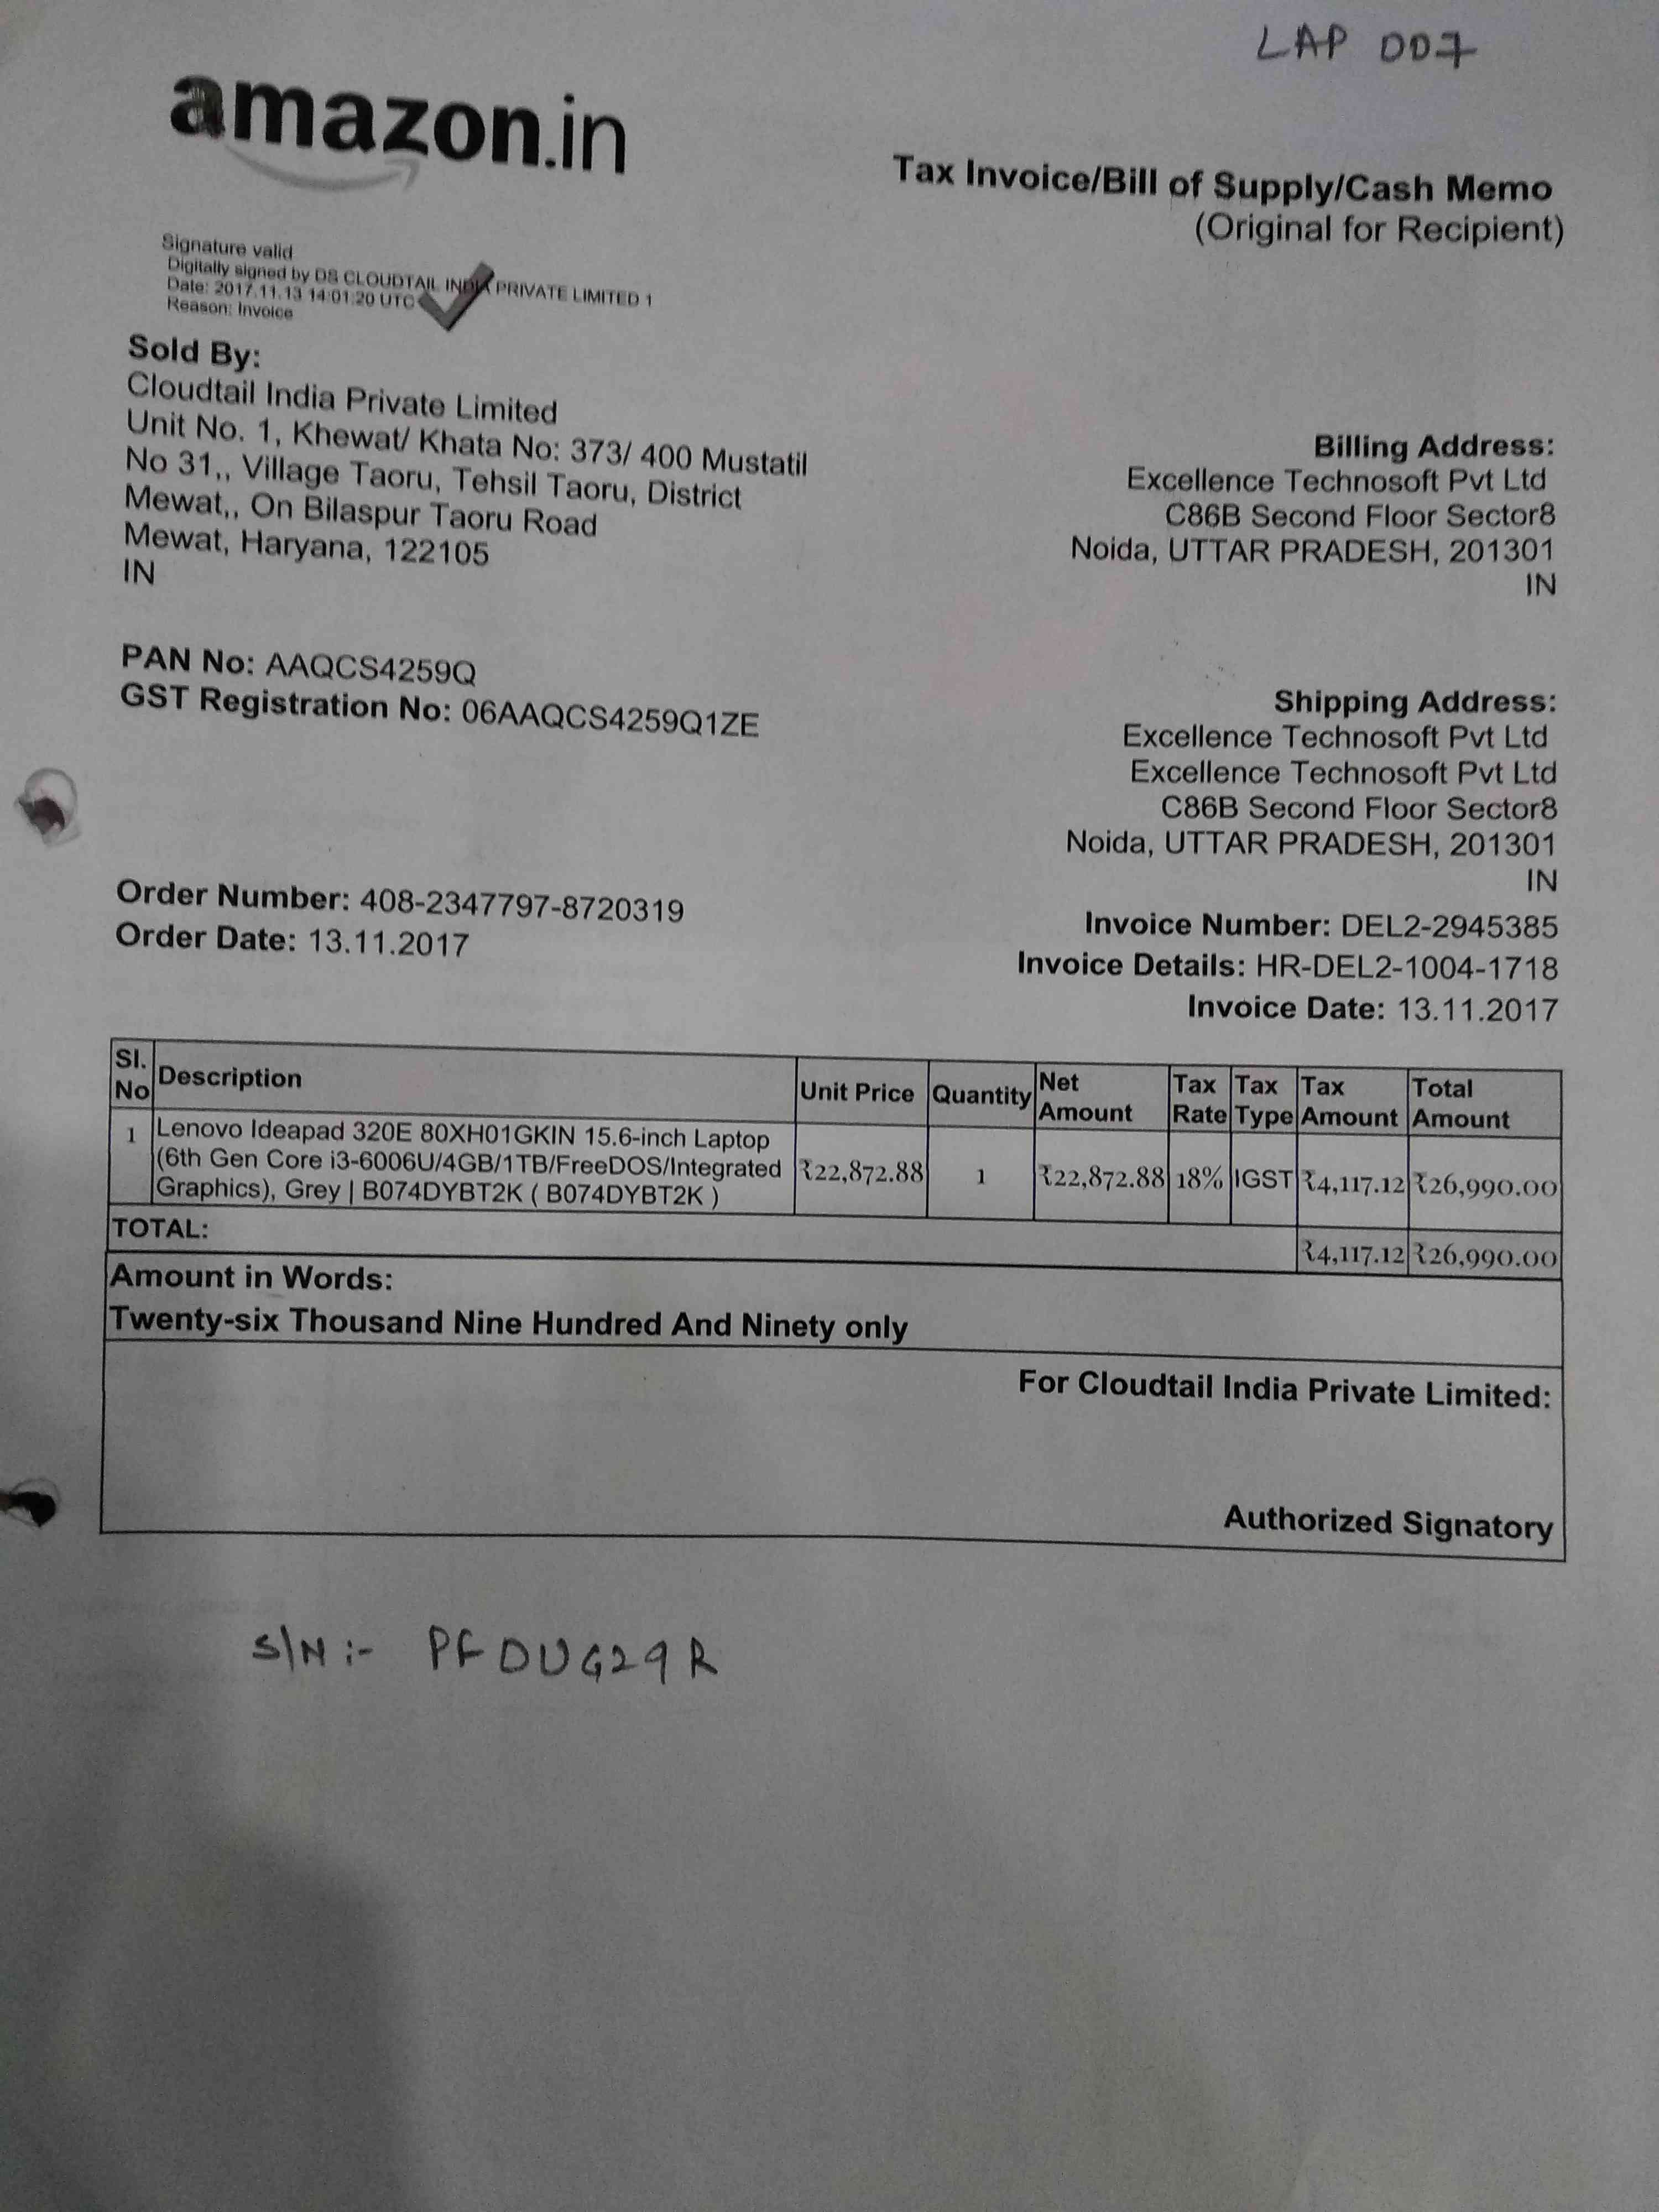 LAP 007
amazon.in
Tax Invoice/Bill of Supply/Cash Memo
(Original for Recipient)
Signature valid
Digitally signed by DS CLOUDTAIL INDIA PRIVATE LIMITED 1
Date: 2017.11.13 14:01:20 UTC
Reason: Invoice
Sold By:
Cloudtail India Private Limited
Unit No. 1, Khewat/ Khata No: 373/ 400 Mustatil
No 31,, Village Taoru, Tehsil Taoru, District
Mewat,, On Bilaspur Taoru Road
Mewat, Haryana, 122105
IN
Billing Address:
Excellence Technosoft Pvt Ltd
C86B Second Floor Sector8
Noida, UTTAR PRADESH, 201301
IN
PAN No: AAQCS4259Q
GST Registration No: 06AAQCS4259Q1ZE
Shipping Address:
Excellence Technosoft Pvt Ltd
Excellence Technosoft Pvt Ltd
C86B Second Floor Sector8
Noida, UTTAR PRADESH, 201301
IN
Order Number: 408-2347797-8720319
Order Date: 13.11.2017
Invoice Number: DEL2-2945385
Invoice Details: HR-DEL2-1004-1718
Invoice Date: 13.11.2017
Sl. No Description Unit Price Quantity Net Amount Tax Rate Tax Type Tax Amount Total Amount
1 Lenovo Ideapad 320E 80XH01GKIN 15.6-inch Laptop
(6th Gen Core i3-6006U/4GB/1TB/FreeDOS/Integrated
Graphics), Grey | B074DYBT2K ( B074DYBT2K )
₹22,872.88 1 ₹22,872.88 18% IGST ₹4,117.12 ₹26,990.00
TOTAL: ₹4,117.12 ₹26,990.00
Amount in Words:
Twenty-six Thousand Nine Hundred And Ninety only
For Cloudtail India Private Limited:
Authorized Signatory
S/N :- PF0UG29R